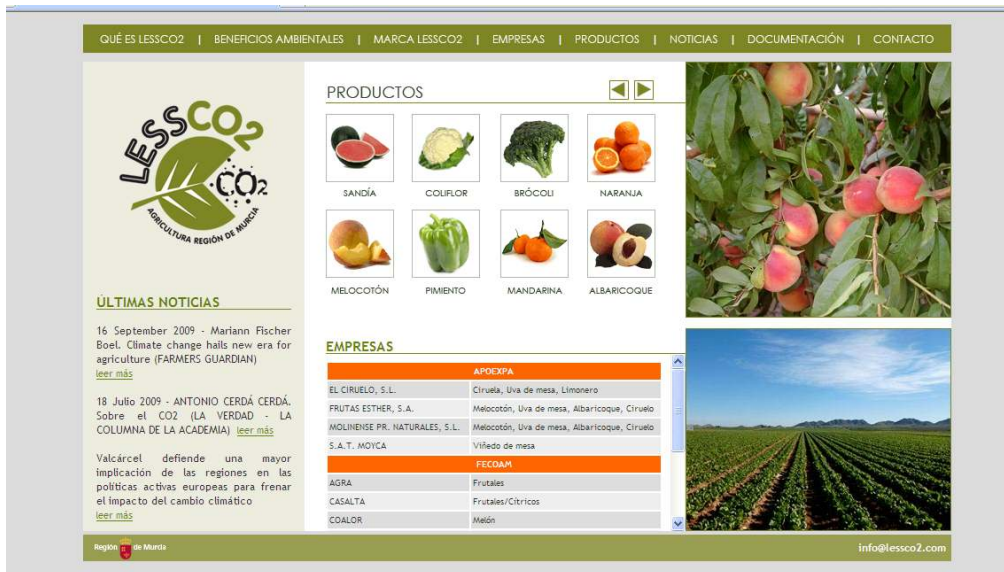 QUÉ ES LESSCO2 | BENEFICIOS AMBIENTALES | MARCA LESSCO2 | EMPRESAS | PRODUCTOS | NOTICIAS | DOCUMENTACIÓN | CONTACTO
LESSCO2
CO2
AGRICULTURA REGIÓN DE MURCIA
ÚLTIMAS NOTICIAS
16 September 2009 - Mariann Fischer
Boel. Climate change hails new era for
agriculture (FARMERS GUARDIAN)
leer más
18 Julio 2009 - ANTONIO CERDÁ CERDÁ.
Sobre el CO2 (LA VERDAD - LA
COLUMNA DE LA ACADEMIA) leer más
Valcárcel defiende una mayor
implicación de las regiones en las
políticas activas europeas para frenar
el impacto del cambio climático
leer más
PRODUCTOS
SANDÍA COLIFLOR BRÓCOLI NARANJA
MELOCOTÓN PIMIENTO MANDARINA ALBARICOQUE
EMPRESAS
APOEXPA
EL CIRUELO, S.L. Ciruela, Uva de mesa, Limonero
FRUTAS ESTHER, S.A. Melocotón, Uva de mesa, Albaricoque, Ciruelo
MOLINENSE PR. NATURALES, S.L. Melocotón, Uva de mesa, Albaricoque, Ciruelo
S.A.T. MOYCA Viñedo de mesa
FECOAM
AGRA Frutales
CASALTA Frutales/Cítricos
COALOR Melón
Región de Murcia
info@lessco2.com